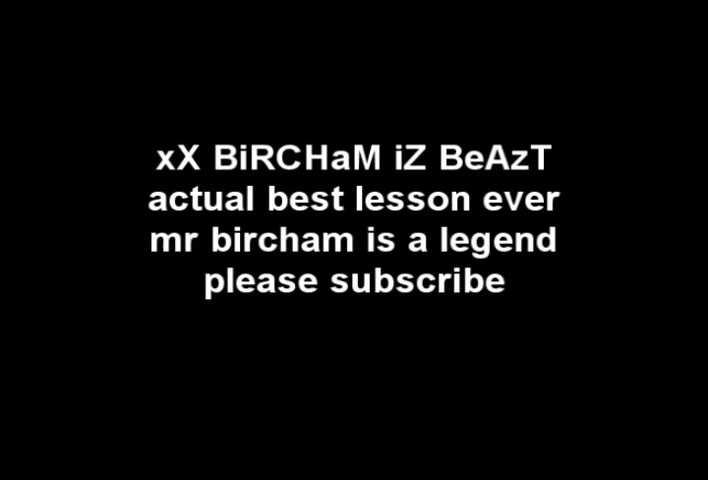 xX BiRCHaM iZ BeAzT
actual best lesson ever
mr bircham is a legend
please subscribe